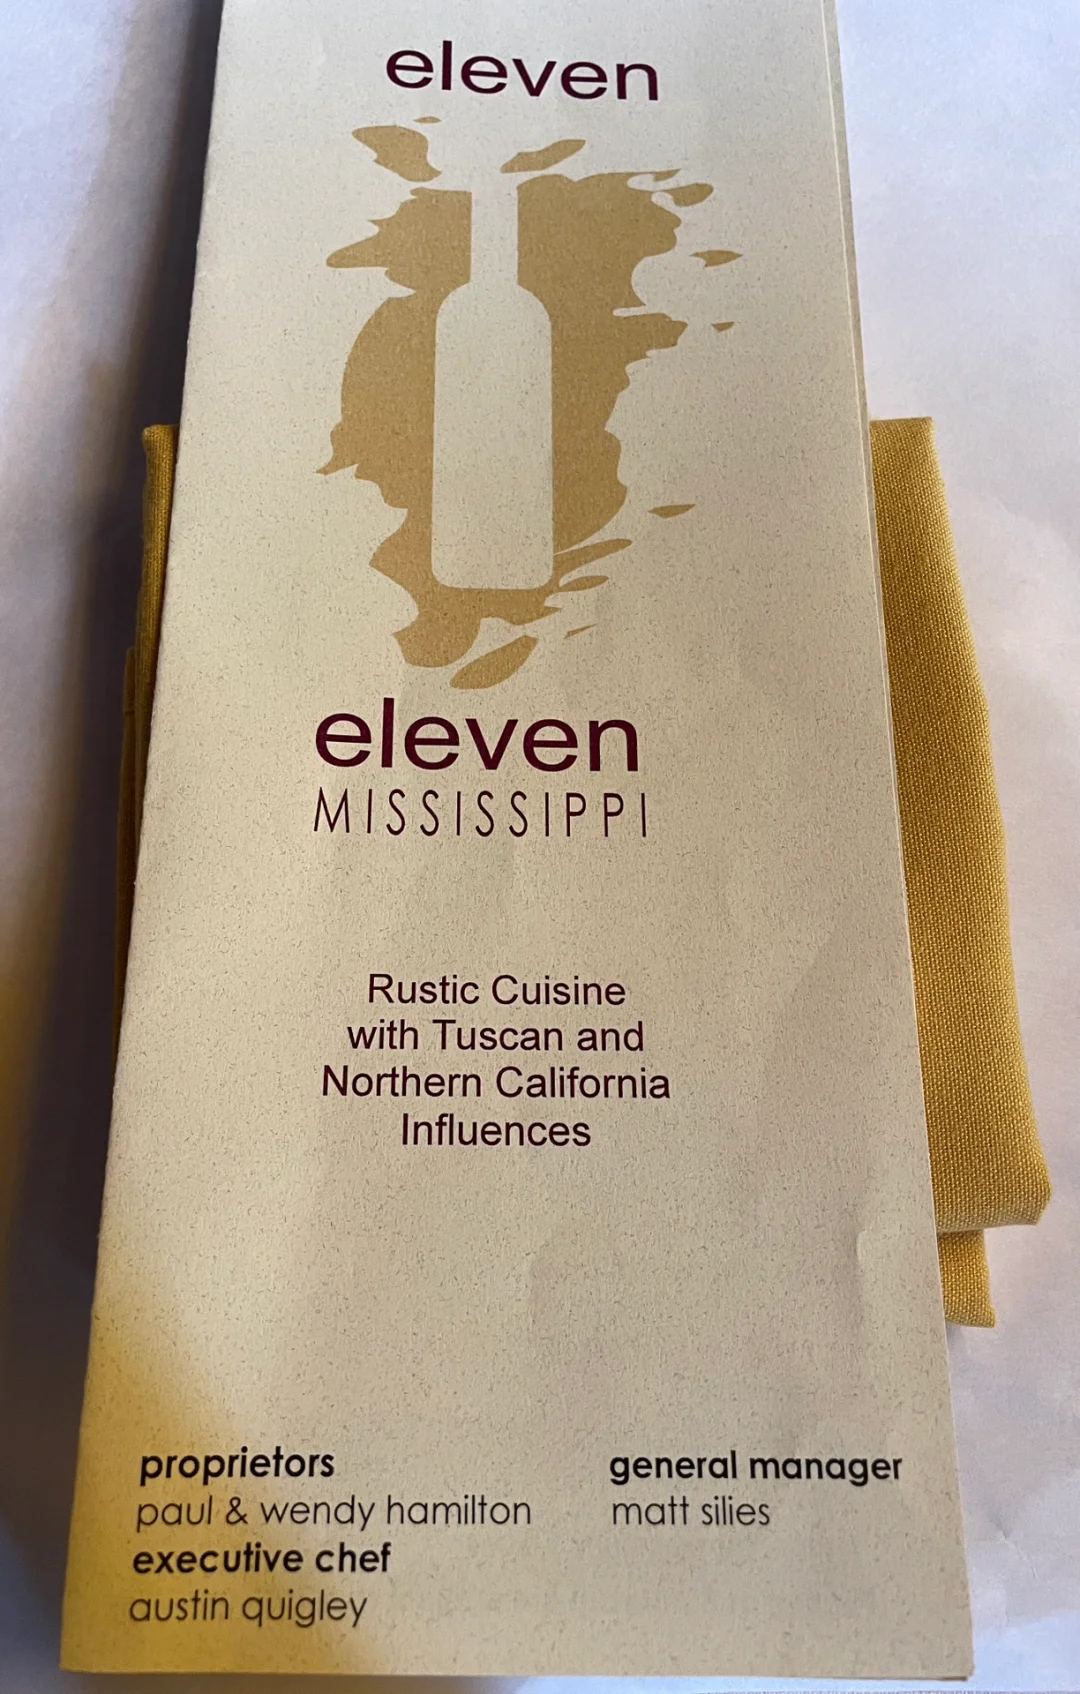 eleven
eleven
MISSISSIPPI
Rustic Cuisine
with Tuscan and
Northern California
Influences
proprietors
paul & wendy hamilton
executive chef
austin quigley
general manager
matt silies